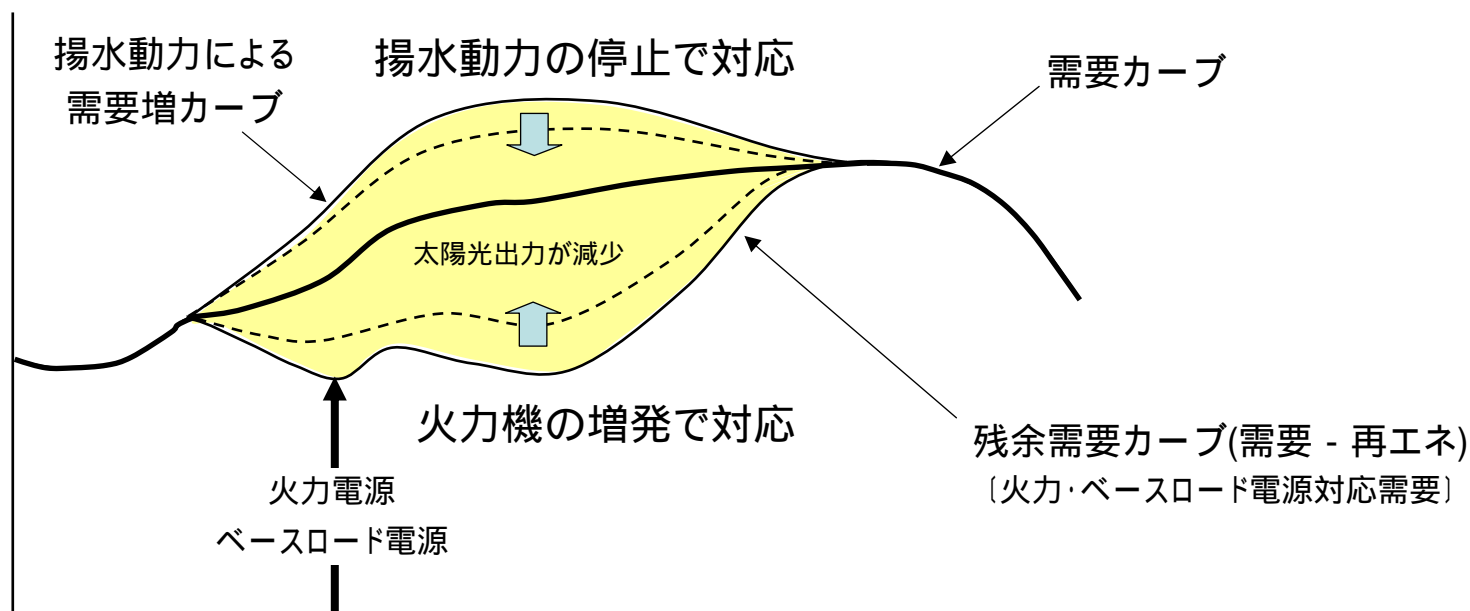 揚水動力による
需要増カーブ
揚水動力の停止で対応
需要カーブ
太陽光出力が減少
火力機の増発で対応
火力電源
ベースロード電源
残余需要カーブ(需要 - 再エネ)
〔火力・ベースロード電源対応需要〕